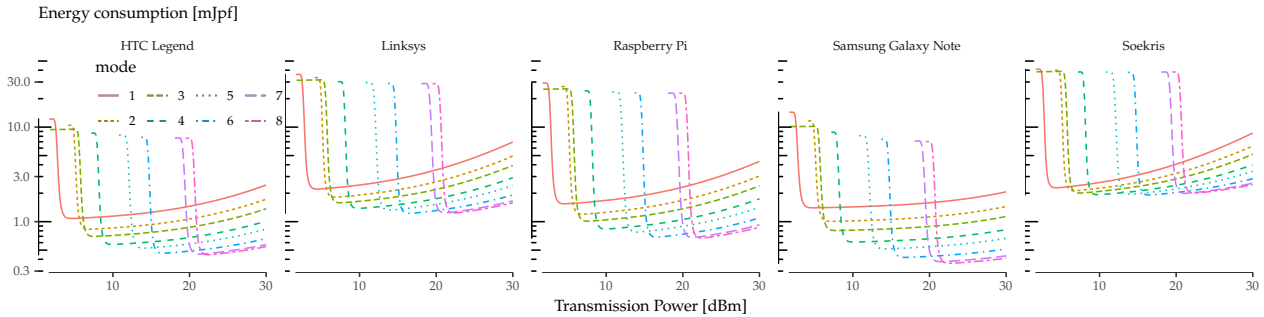 Energy consumption [mJpf]
HTC Legend Linksys Raspberry Pi Samsung Galaxy Note Soekris
mode
1 3 5 7
2 4 6 8
30.0
10.0
3.0
1.0
0.3
10 20 30 10 20 30 10 20 30 10 20 30 10 20 30
Transmission Power [dBm]